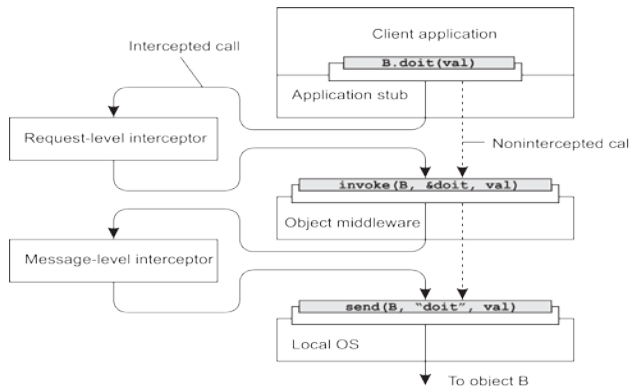 Client application
Intercepted call
B.doit(val)
Application stub
Request-level interceptor
Nonintercepted cal
invoke(B, &doit, val)
Object middleware
Message-level interceptor
send(B, "doit", val)
Local OS
To object B